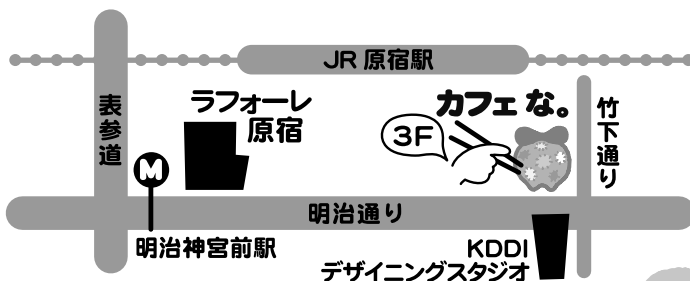 JR 原宿駅
表参道
ラフォーレ
原宿
カフェ な。
3F
竹下通り
M
明治通り
明治神宮前駅
KDDI
デザイニングスタジオ